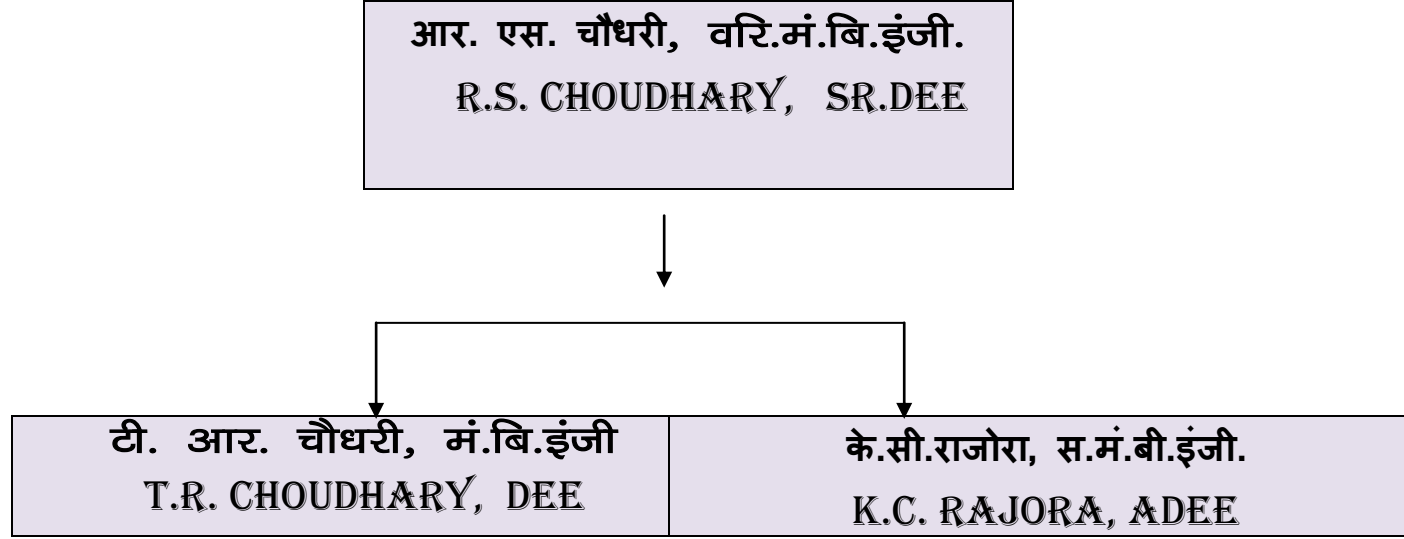 आर. एस. चौधरी, वरि.मं.बि.इंजी.
R.S. CHOUDHARY, SR.DEE
टी. आर. चौधरी, मं.बि.इंजी
T.R. CHOUDHARY, DEE
के.सी.राजोरा, स.मं.बी.इंजी.
K.C. RAJORA, ADEE